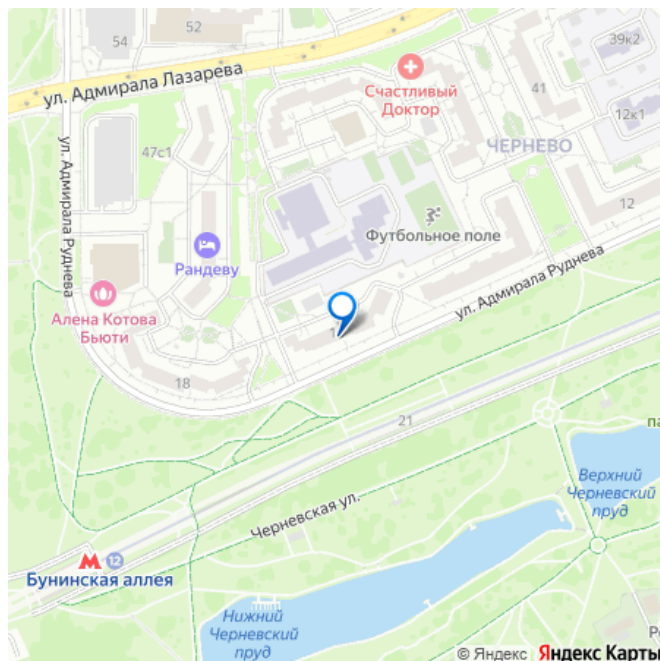 52
54
39к2
ул. Адмирала Лазарева
Счастливый
Доктор
41
12к1
47с1
ЧЕРНЕВО
ул. Адмирала Руднева
12
Футбольное поле
Рандеву
ул. Адмирала Руднева
Алена Котова
Бьюти
18
21
Верхний
Черневский
пруд
Черневская ул.
12
Бунинская аллея
Нижний
Черневский
пруд
© Яндекс Яндекс Карты